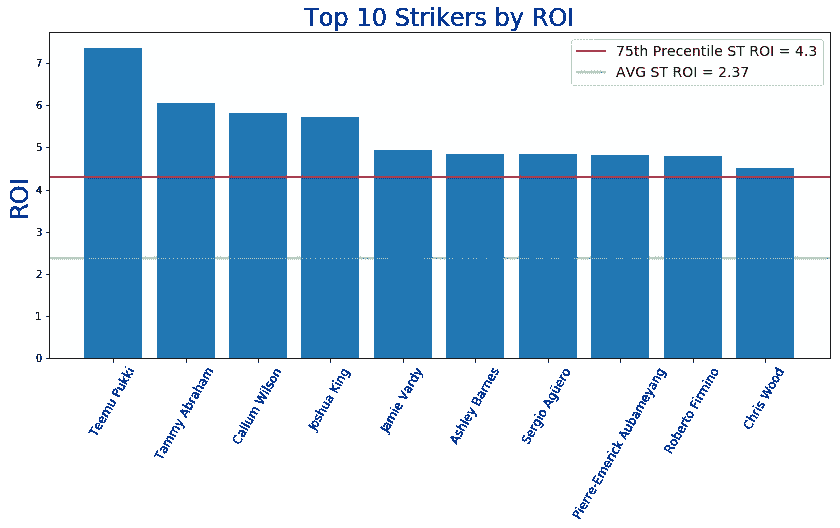 Top 10 Strikers by ROI
75th Precentile ST ROI = 4.3
AVG ST ROI = 2.37
ROI
7
6
5
4
3
2
1
0
Teemu Pukki
Tammy Abraham
Callum Wilson
Joshua King
Jamie Vardy
Ashley Barnes
Sergio Agüero
Pierre-Emerick Aubameyang
Roberto Firmino
Chris Wood